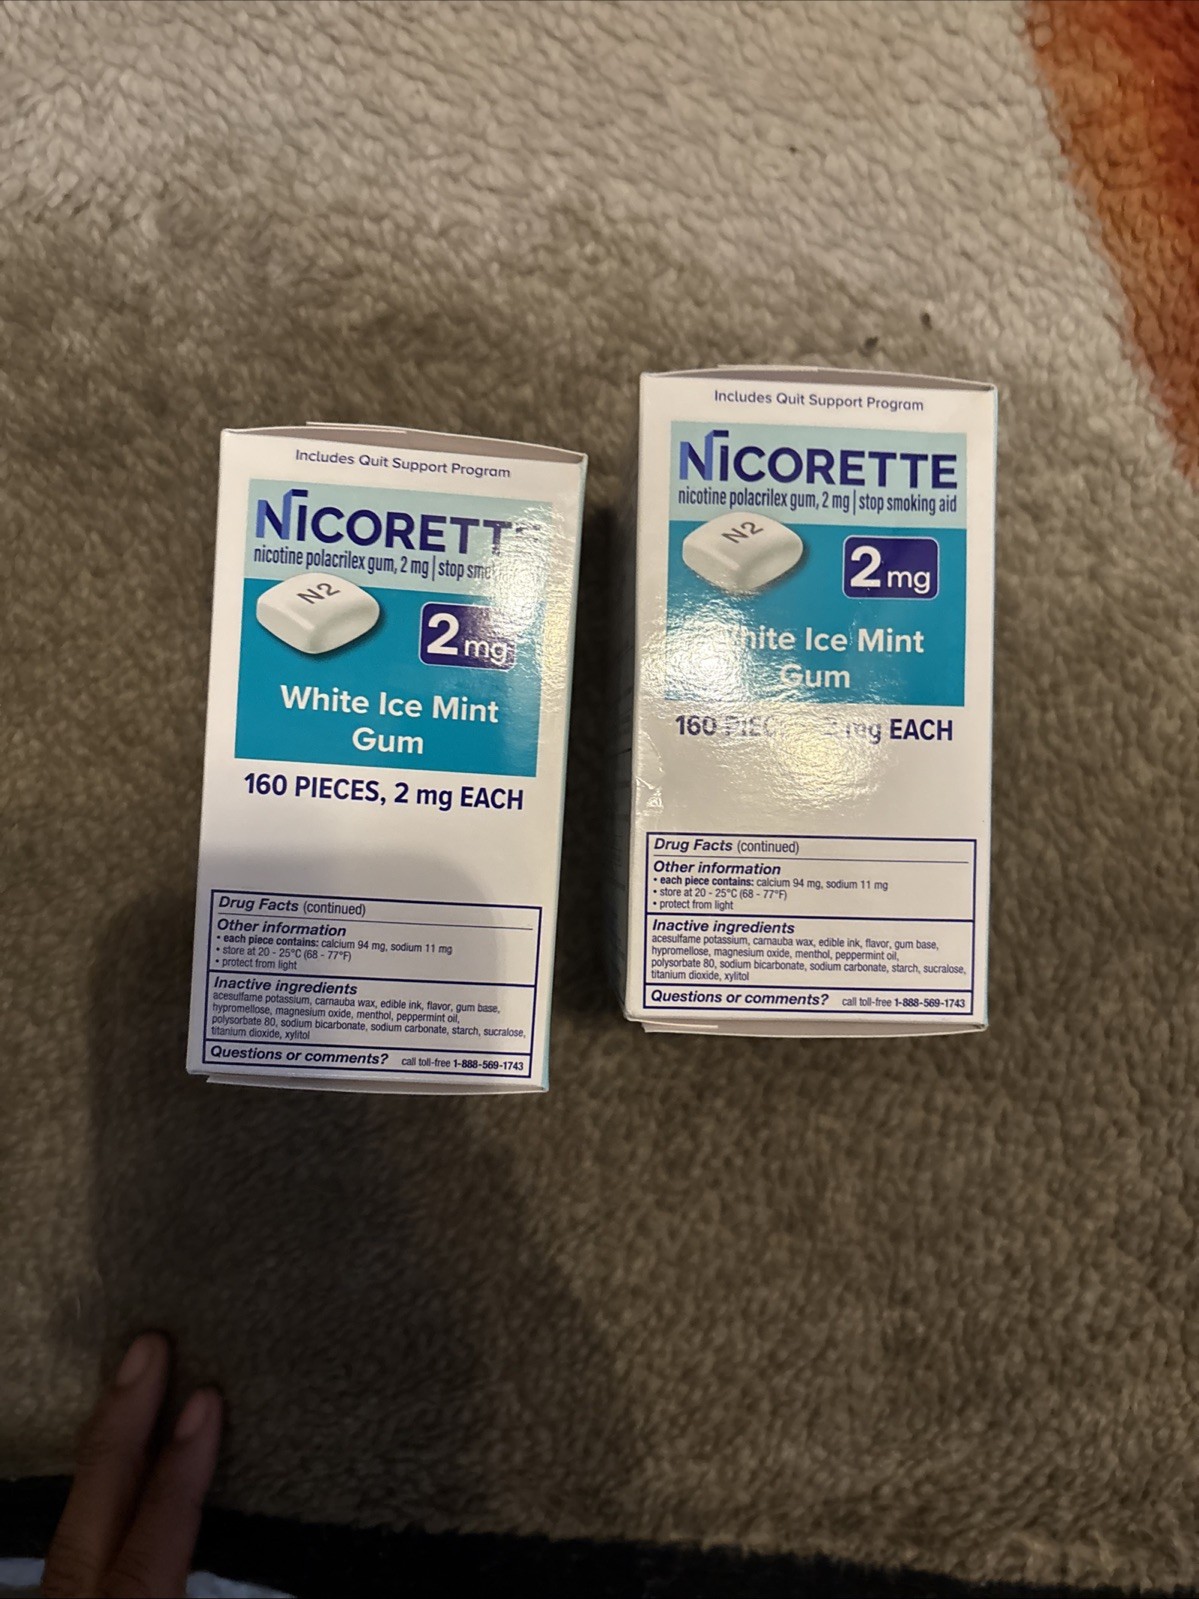 Includes Quit Support Program
NICORETTE
nicotine polacrilex gum, 2 mg | stop
N2
2 mg
White Ice Mint
Gum
160 PIECES, 2 mg EACH
Drug Facts (continued)
Other information
• each piece contains: calcium 94 mg, sodium 11 mg
• store at 20 - 25°C (68 - 77°F)
• protect from light
Inactive ingredients
acesulfame potassium, carnauba wax, edible ink, flavor, gum base,
hypromellose, magnesium oxide, menthol, peppermint oil,
polysorbate 80, sodium bicarbonate, sodium carbonate, starch, sucralose,
titanium dioxide, xylitol
Questions or comments? call toll-free 1-888-569-1743
Includes Quit Support Program
NICORETTE
nicotine polacrilex gum, 2 mg | stop smoking aid
N2
2 mg
White Ice Mint
Gum
160 mg EACH
Drug Facts (continued)
Other information
• each piece contains: calcium 94 mg, sodium 11 mg
• store at 20 - 25°C (68 - 77°F)
• protect from light
Inactive ingredients
acesulfame potassium, carnauba wax, edible ink, flavor, gum base,
hypromellose, magnesium oxide, menthol, peppermint oil,
polysorbate 80, sodium bicarbonate, sodium carbonate, starch, sucralose,
titanium dioxide, xylitol
Questions or comments? call toll-free 1-888-569-1743